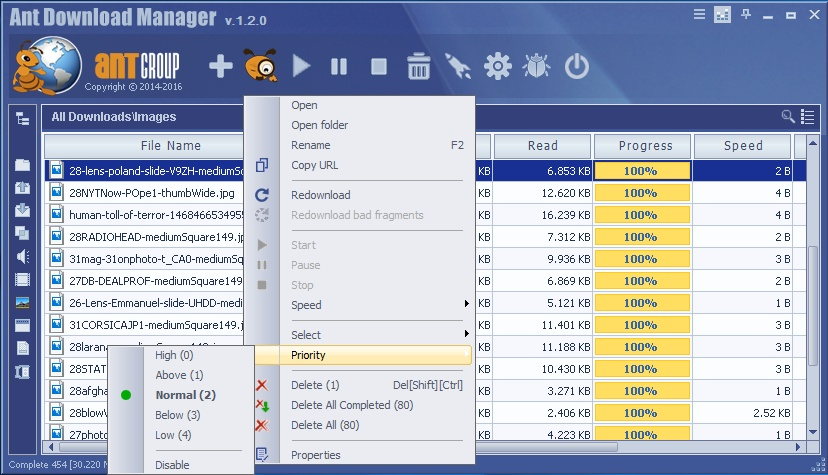 Ant Download Manager v.1.2.0
ANT GROUP
Copyright © 2014-2016
All Downloads\Images
File Name Read Progress Speed
28-lens-poland-slide-V9ZH-mediumSq KB 6.853 KB 100% 2 B
28NYTNow-POpe1-thumbWide.jpg KB 12.620 KB 100% 4 B
human-toll-of-terror-146846653495 KB 16.239 KB 100% 4 B
28RADIOHEAD-mediumSquare149.jp KB 7.312 KB 100% 2 B
31mag-31onphoto-t_CA0-mediumSq KB 9.936 KB 100% 3 B
27DB-DEALPROF-mediumSquare149 KB 6.869 KB 100% 2 B
26-Lens-Emmanuel-slide-UHDD-med KB 5.121 KB 100% 1 B
31CORSICAJP1-mediumSquare149.j KB 11.401 KB 100% 3 B
28laran KB 11.188 KB 100% 3 B
28STAT KB 10.430 KB 100% 3 B
28afgha KB 3.271 KB 100% 1 B
28blowV KB 2.406 KB 100% 2.52 KB
27photo KB 4.223 KB 100% 1 B
Open
Open folder
Rename F2
Copy URL
Redownload
Redownload bad fragments
Start
Pause
Stop
Speed
Select
Priority
Delete (1) Del[Shift][Ctrl]
Delete All Completed (80)
Delete All (80)
Properties
High (0)
Above (1)
Normal (2)
Below (3)
Low (4)
Disable
Complete 454 [30.220 M